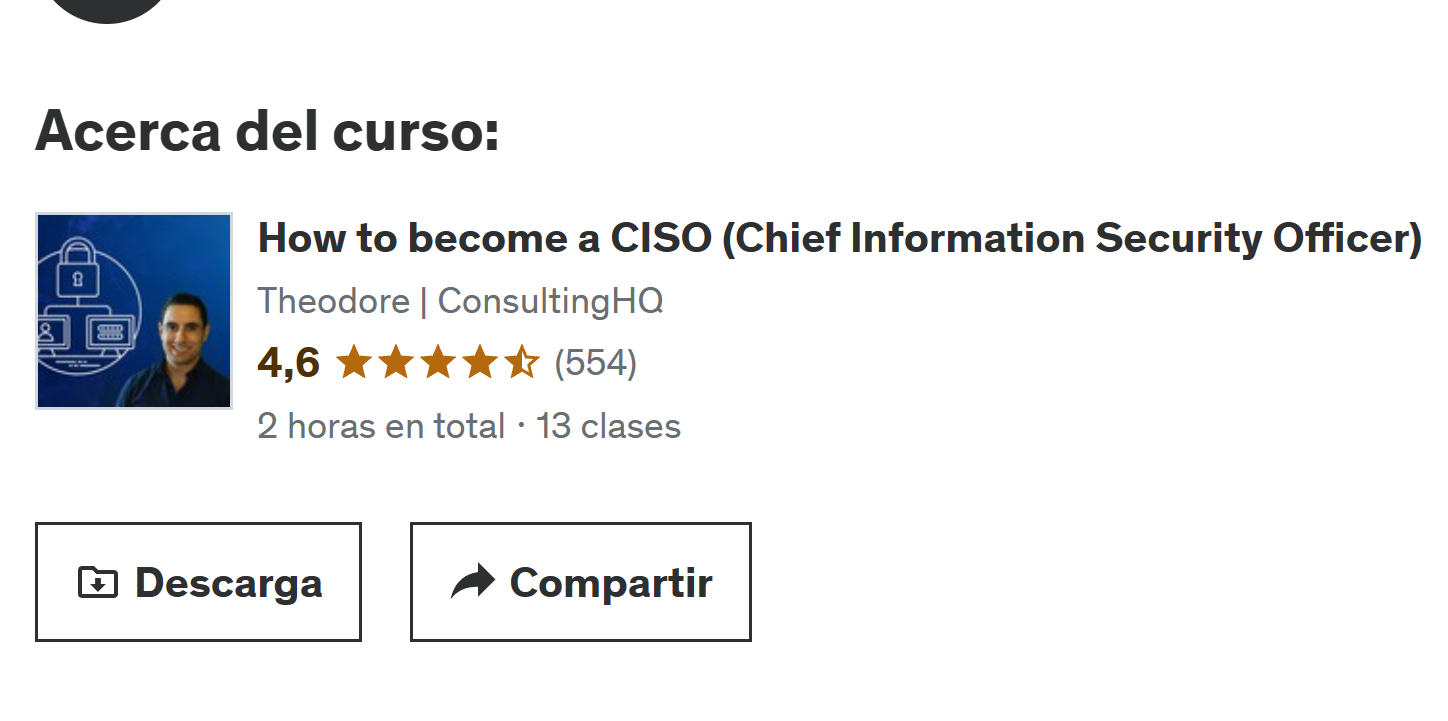 Acerca del curso:
How to become a CISO (Chief Information Security Officer)
Theodore | ConsultingHQ
4,6 (554)
2 horas en total · 13 clases
Descarga
Compartir